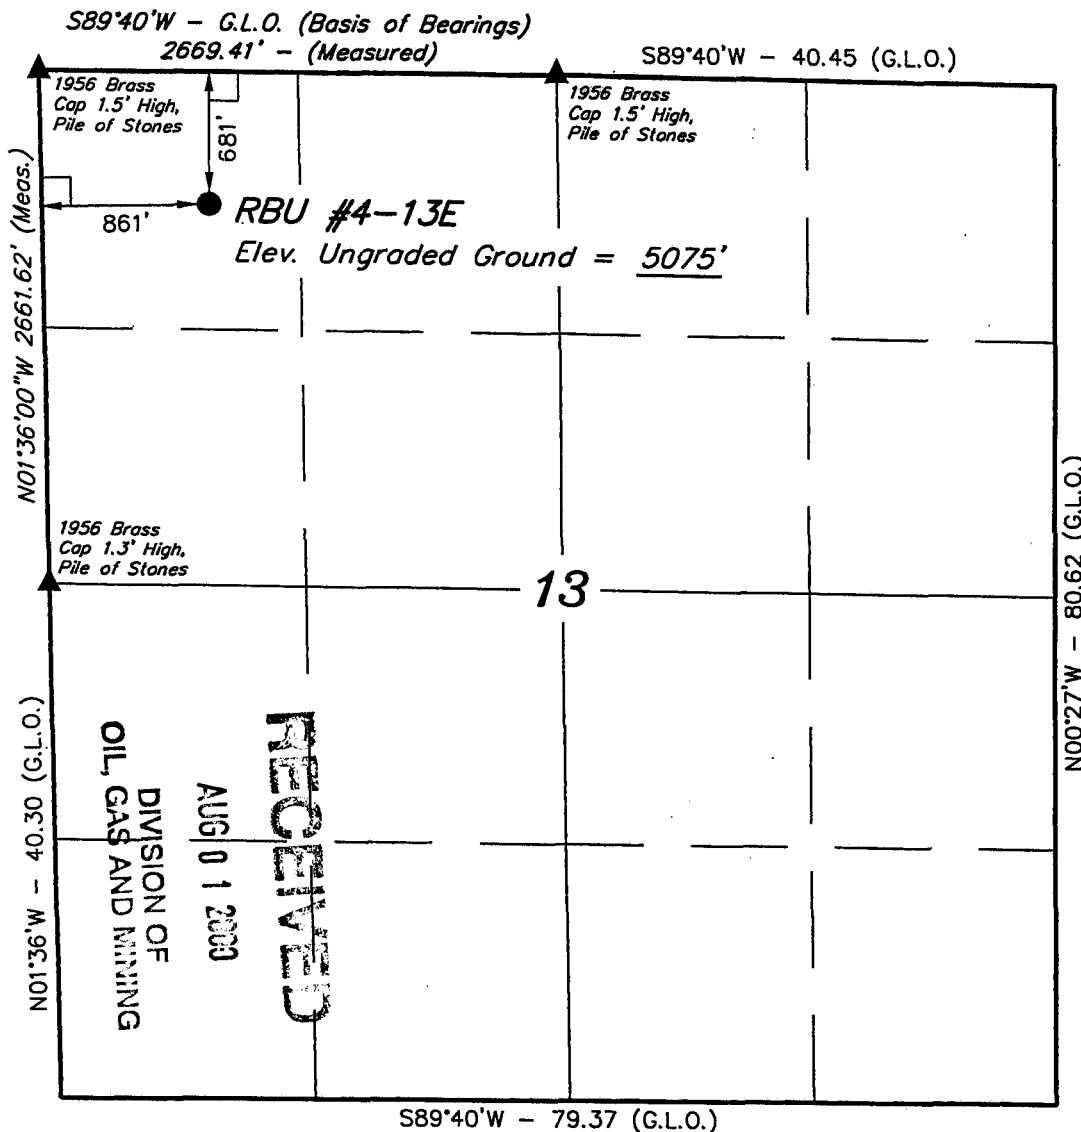 S89°40'W - G.L.O. (Basis of Bearings)
2669.41' - (Measured)
S89°40'W - 40.45 (G.L.O.)
1956 Brass
Cap 1.5' High,
Pile of Stones
1956 Brass
Cap 1.5' High,
Pile of Stones
681'
861'
RBU #4-13E
Elev. Ungraded Ground = 5075'
N01°36'00"W 2661.62' (Meas.)
1956 Brass
Cap 1.3' High,
Pile of Stones
13
N00°27'W - 80.62 (G.L.O.)
N01°36'W - 40.30 (G.L.O.)
RECEIVED
AUG 01 2000
DIVISION OF
OIL, GAS AND MINING
S89°40'W - 79.37 (G.L.O.)